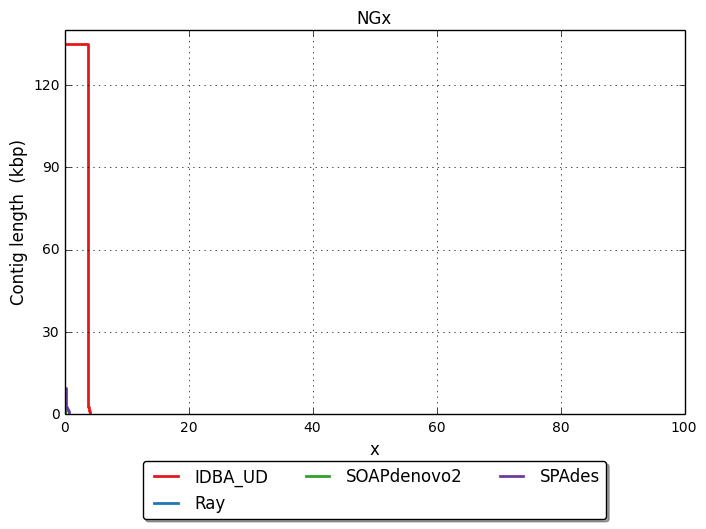 NGx
120
90
60
30
0
Contig length (kbp)
0 20 40 60 80 100
x
IDBA_UD SOAPdenovo2 SPAdes
Ray